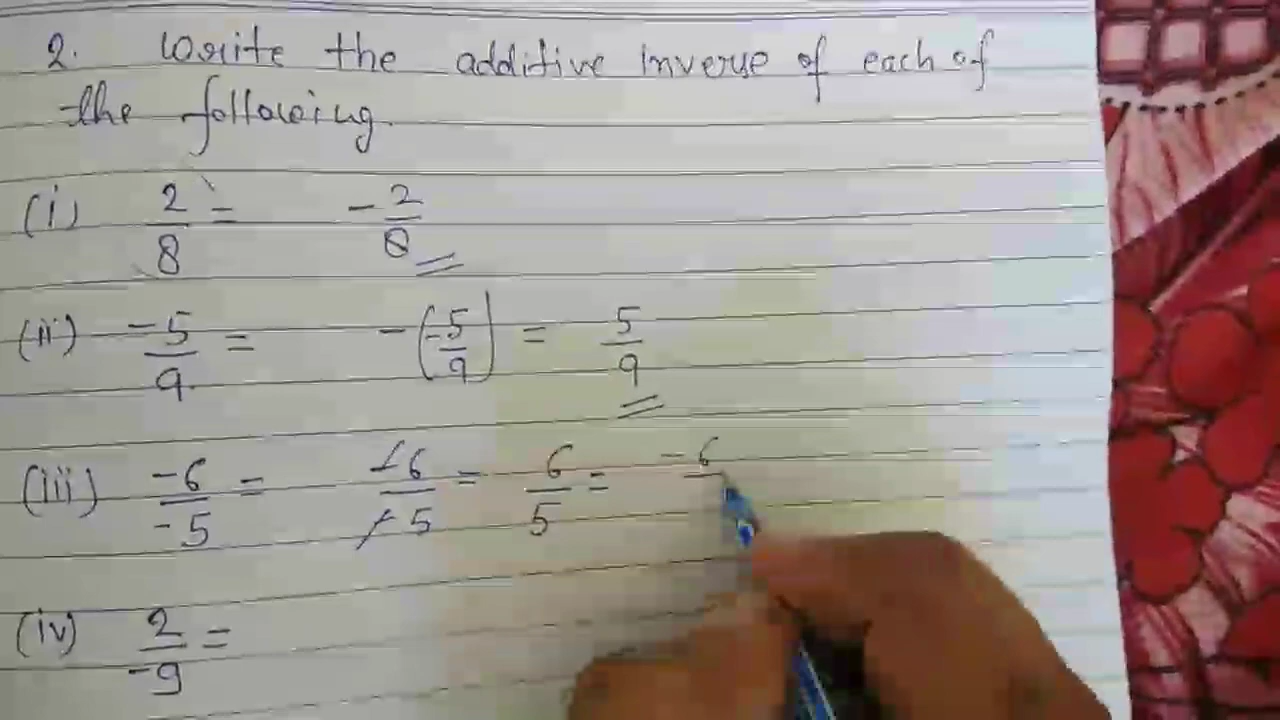 2. Write the additive inverse of each of
the following.
(i) 2/8 = -2/8
(ii) -5/9 = -(-5/9) = 5/9
(iii) -6/-5 = -6/-5 = 6/5 = -6
(iv) 2/-9 =